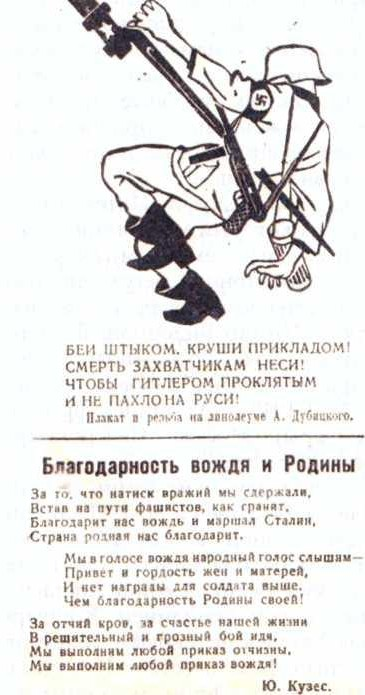 БЕЙ ШТЫКОМ, КРУШИ ПРИКЛАДОМ!
СМЕРТЬ ЗАХВАТЧИКАМ НЕСИ!
ЧТОБЫ ГИТЛЕРОМ ПРОКЛЯТЫМ
И НЕ ПАХЛО НА РУСИ!
Плакат и резьба на линолеуме А. Дубицкого.
Благодарность вождя и Родины
За то, что натиск вражий мы сдержали,
Встав на пути фашистов, как гранит,
Благодарит нас вождь и маршал Сталин,
Страна родная нас благодарит.
Мы в голосе вождя народный голос слышим—
Привет и гордость жен и матерей,
И нет награды для солдата выше,
Чем благодарность Родины своей!
За отчий кров, за счастье нашей жизни
В решительный и грозный бой идя,
Мы выполним любой приказ отчизны,
Мы выполним любой приказ вождя!
Ю. Кузес.